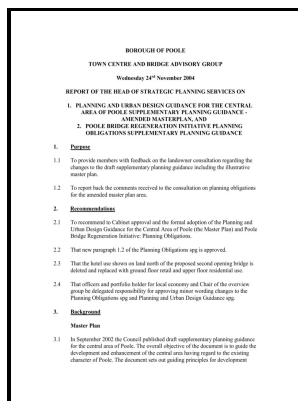 BOROUGH OF POOLE
TOWN CENTRE AND BRIDGE ADVISORY GROUP
Wednesday 24th November 2004
REPORT OF THE HEAD OF STRATEGIC PLANNING SERVICES ON
1. PLANNING AND URBAN DESIGN GUIDANCE FOR THE CENTRAL
AREA OF POOLE SUPPLEMENTARY PLANNING GUIDANCE -
AMENDED MASTERPLAN, AND
2. POOLE BRIDGE REGENERATION INITIATIVE PLANNING
OBLIGATIONS SUPPLEMENTARY PLANNING GUIDANCE
1. Purpose
1.1 To provide members with feedback on the landowner consultation regarding the
changes to the draft supplementary planning guidance including the illustrative
master plan.
1.2 To report back the comments received to the consultation on planning obligations
for the amended master plan area.
2. Recommendations
2.1 To recommend to Cabinet approval and the formal adoption of the Planning and
Urban Design Guidance for the Central Area of Poole (the Master Plan) and Poole
Bridge Regeneration Initiative: Planning Obligations.
2.2 That new paragraph 1.2 of the Planning Obligations spg is approved.
2.3 That the hotel use shown on land north of the proposed second opening bridge is
deleted and replaced with ground floor retail and upper floor residential use.
2.4 That officers and portfolio holder for local economy and Chair of the overview
group be delegated responsibility for approving minor wording changes to the
Planning Obligations spg and Planning and Urban Design Guidance spg.
3. Background
Master Plan
3.1 In September 2002 the Council published draft supplementary planning guidance
for the central area of Poole. The overall objective of the document is to guide the
development and enhancement of the central area having regard to the existing
character of Poole. The document sets out guiding principles for development